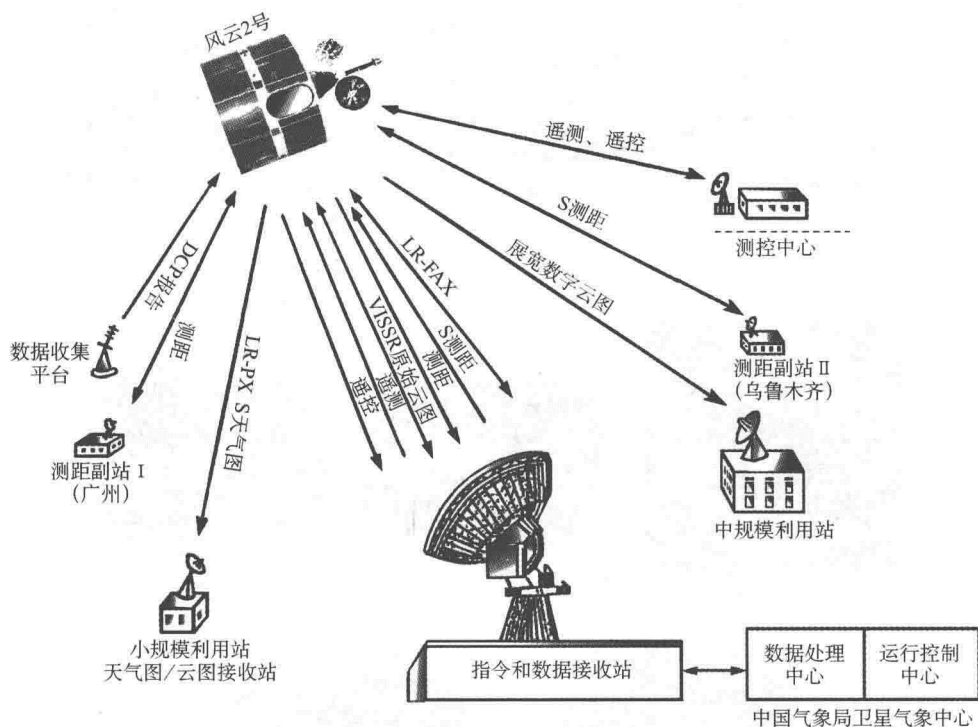 风云2号
遥测、遥控
测控中心
S测距
展宽数字云图
LR-FAX
S测距
测距
VISSR原始云图
遥测
遥控
DCP报告
测距
LR-PX S天气图
数据收集
平台
测距副站 I
(广州)
测距副站 II
(乌鲁木齐)
中规模利用站
小规模利用站
天气图/云图接收站
指令和数据接收站
数据处理
中心
运行控制
中心
中国气象局卫星气象中心